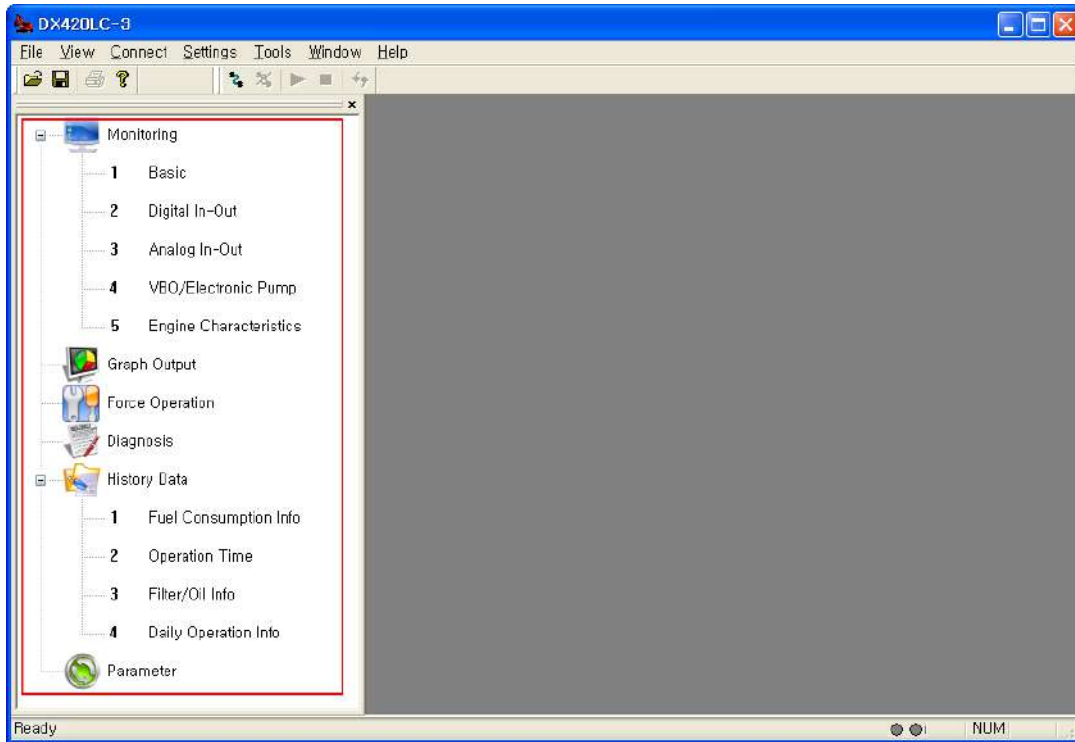 DX420LC-3
File View Connect Settings Tools Window Help
Monitoring
1 Basic
2 Digital In-Out
3 Analog In-Out
4 VBO/Electronic Pump
5 Engine Characteristics
Graph Output
Force Operation
Diagnosis
History Data
1 Fuel Consumption Info
2 Operation Time
3 Filter/Oil Info
4 Daily Operation Info
Parameter
Ready NUM